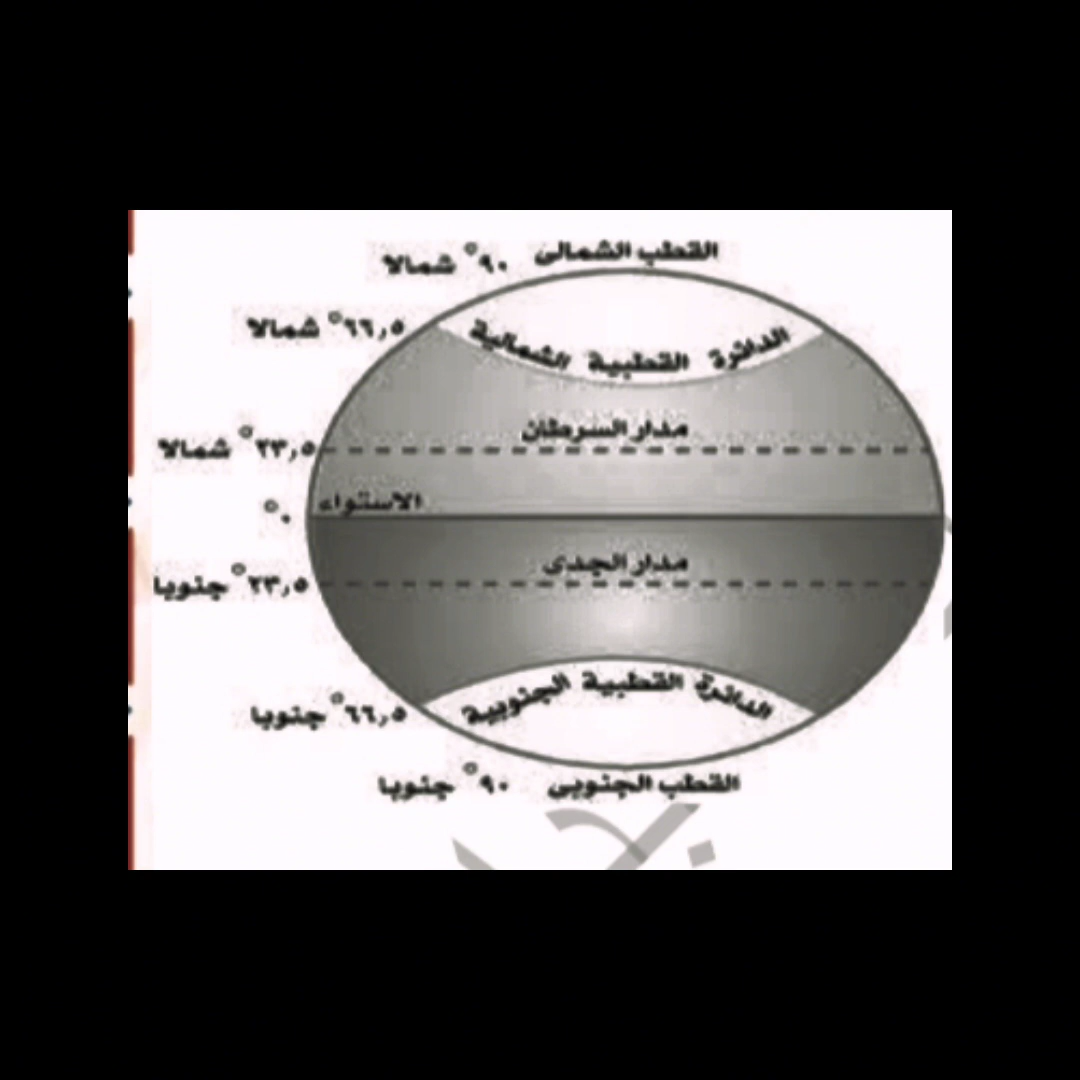 القطب الشمالى ٩٠° شمالا
٦٦,٥° شمالا
الدائرة القطبية الشمالية
مدار السرطان
٢٣,٥° شمالا
الاستواء
٠°
مدار الجدى
٢٣,٥° جنوبا
الدائرة القطبية الجنوبية
٦٦,٥° جنوبا
القطب الجنوبى ٩٠° جنوبا